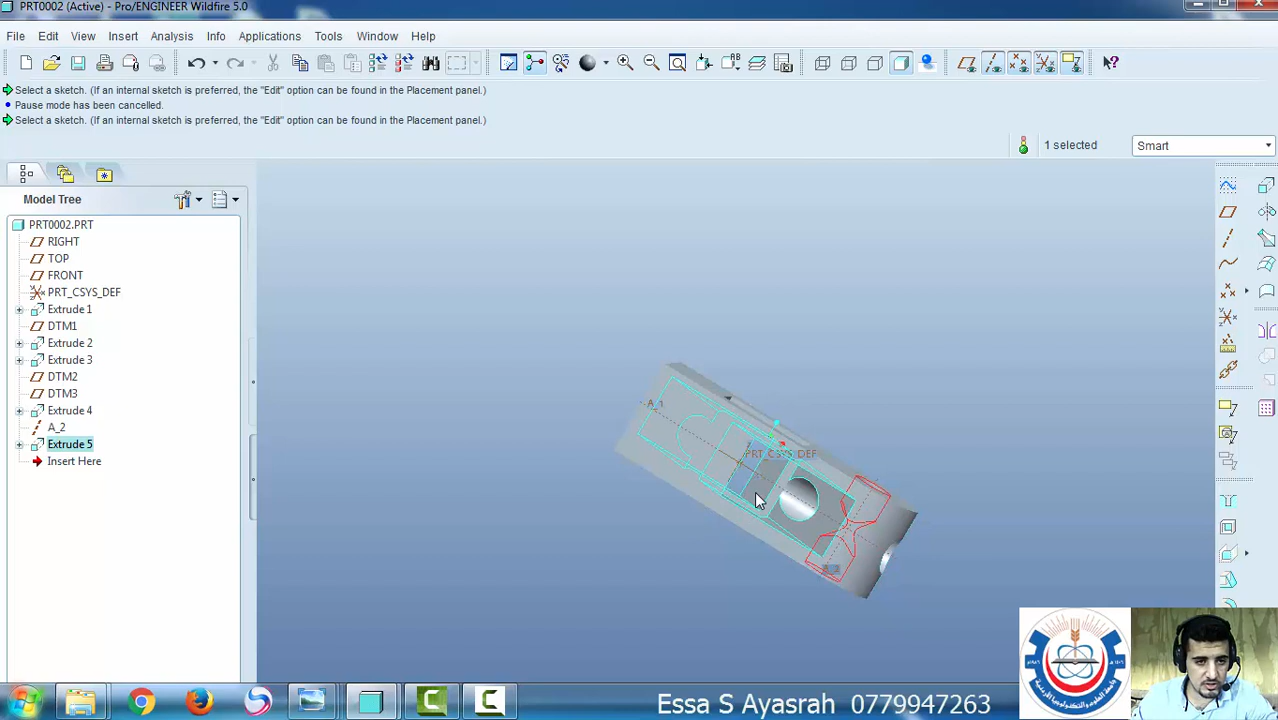 PRT0002 (Active) - Pro/ENGINEER Wildfire 5.0
File Edit View Insert Analysis Info Applications Tools Window Help
Select a sketch. (If an internal sketch is preferred, the "Edit" option can be found in the Placement panel.)
Pause mode has been cancelled.
Select a sketch. (If an internal sketch is preferred, the "Edit" option can be found in the Placement panel.)
1 selected Smart
Model Tree
PRT0002.PRT
RIGHT
TOP
FRONT
PRT_CSYS_DEF
Extrude 1
DTM1
Extrude 2
Extrude 3
DTM2
DTM3
Extrude 4
A_2
Extrude 5
Insert Here
PRT_CSYS_DEF
Essa S Ayasrah 0779947263